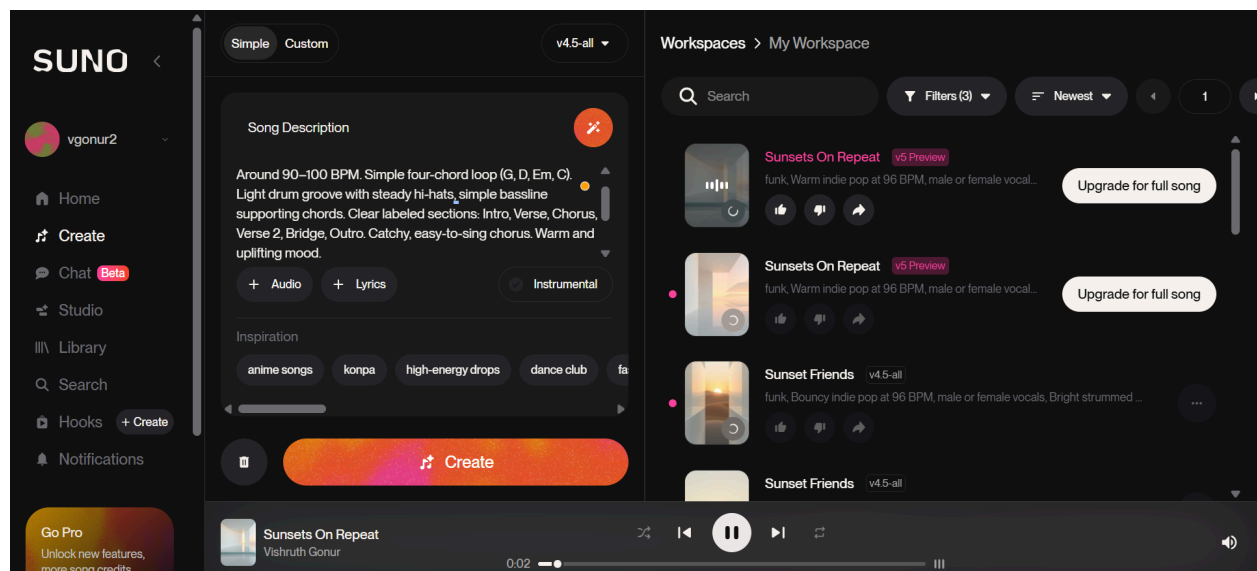 SUNO
vgonur2
Home
Create
Chat Beta
Studio
Library
Search
Hooks + Create
Notifications
Go Pro
Unlock new features,
more song credits
Simple Custom v4.5-all
Song Description
Around 90–100 BPM. Simple four-chord loop (G, D, Em, C).
Light drum groove with steady hi-hats, simple bassline
supporting chords. Clear labeled sections: Intro, Verse, Chorus,
Verse 2, Bridge, Outro. Catchy, easy-to-sing chorus. Warm and
uplifting mood.
+ Audio + Lyrics Instrumental
Inspiration
anime songs konpa high-energy drops dance club fa
Create
Workspaces > My Workspace
Search Filters (3) Newest 1
Sunsets On Repeat v5 Preview
funk, Warm indie pop at 96 BPM, male or female vocal...
Upgrade for full song
Sunsets On Repeat v5 Preview
funk, Warm indie pop at 96 BPM, male or female vocal...
Upgrade for full song
Sunset Friends v4.5-all
funk, Bouncy indie pop at 96 BPM, male or female vocals, Bright strummed ...
Sunset Friends v4.5-all
Sunsets On Repeat
Vishruth Gonur
0:02